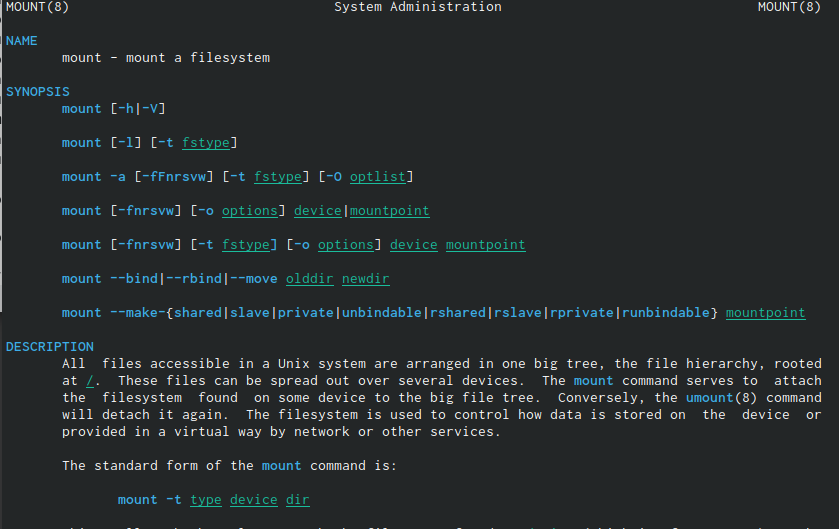 MOUNT(8) System Administration MOUNT(8)
NAME
mount - mount a filesystem
SYNOPSIS
mount [-h|-V]
mount [-l] [-t fstype]
mount -a [-fFnrsvw] [-t fstype] [-O optlist]
mount [-fnrsvw] [-o options] device|mountpoint
mount [-fnrsvw] [-t fstype] [-o options] device mountpoint
mount --bind|--rbind|--move olddir newdir
mount --make-{shared|slave|private|unbindable|rshared|rslave|rprivate|runbindable} mountpoint
DESCRIPTION
All files accessible in a Unix system are arranged in one big tree, the file hierarchy, rooted
at /. These files can be spread out over several devices. The mount command serves to attach
the filesystem found on some device to the big file tree. Conversely, the umount(8) command
will detach it again. The filesystem is used to control how data is stored on the device or
provided in a virtual way by network or other services.
The standard form of the mount command is:
mount -t type device dir